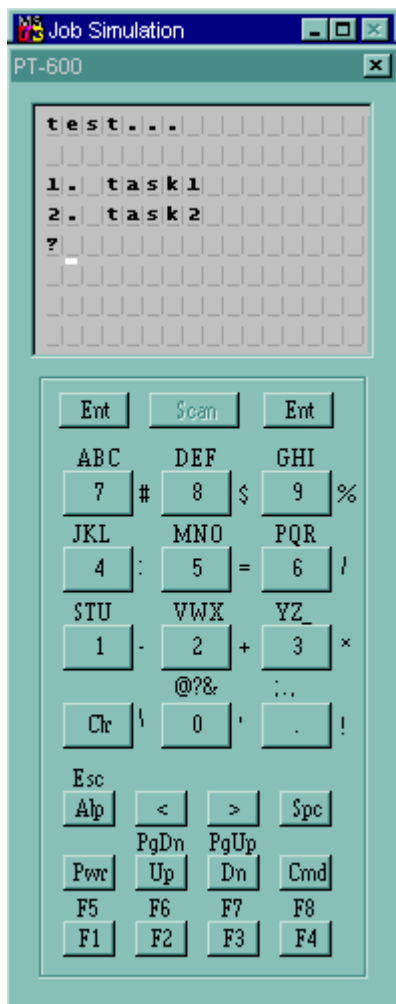 Job Simulation
PT-600
test...
1. task1
2. task2
?
Ent Scan Ent
ABC DEF GHI
7 # 8 $ 9 %
JKL MNO PQR
4 : 5 = 6 /
STU VWX YZ_
1 - 2 + 3 *
@?& ;.,
Clr \ 0 ' . !
Esc
Alp < > Spc
PgDn PgUp
Pwr Up Dn Cmd
F5 F6 F7 F8
F1 F2 F3 F4